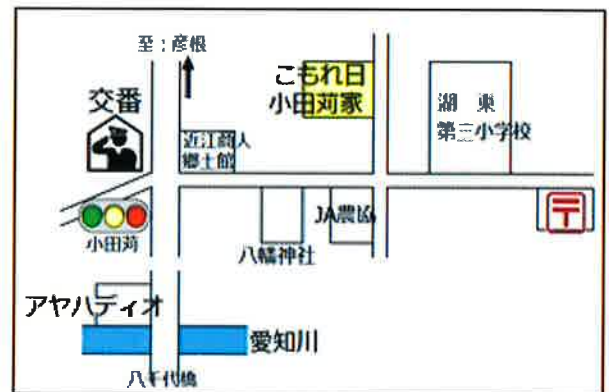 至：彦根
こもれ日
小田苅家
交番
湖東
第三小学校
近江商人
郷土館
小田苅
八幡神社
JA農協
〒
アヤハディオ
愛知川
八千代橋